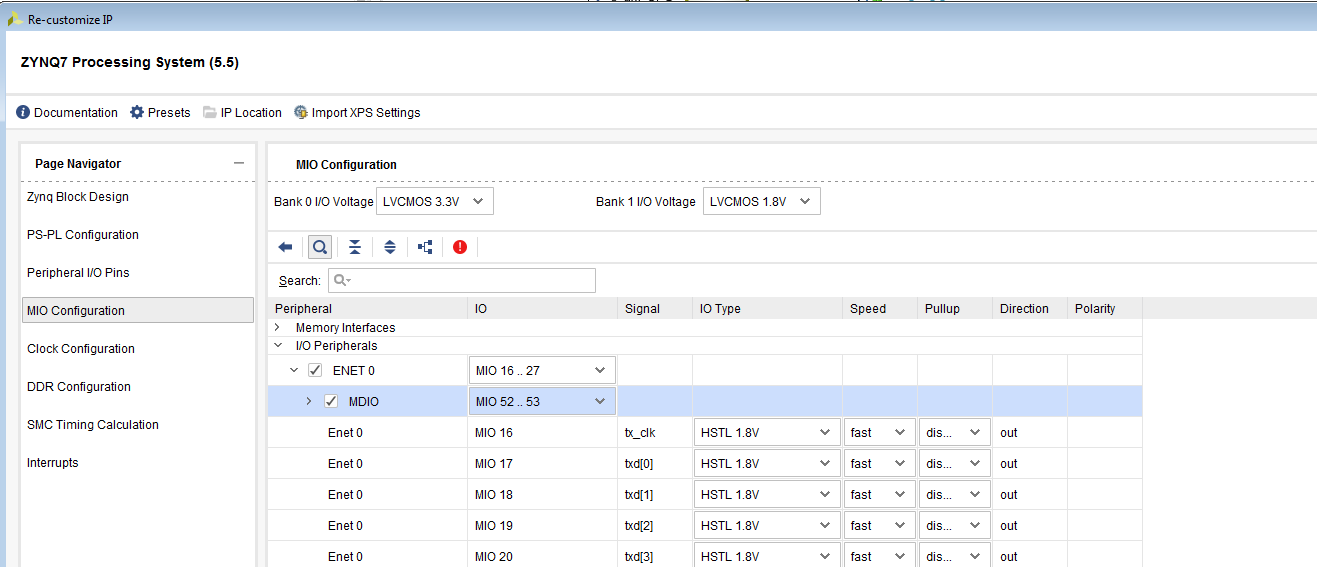 Re-customize IP
ZYNQ7 Processing System (5.5)
Documentation Presets IP Location Import XPS Settings
Page Navigator
Zynq Block Design
PS-PL Configuration
Peripheral I/O Pins
MIO Configuration
Clock Configuration
DDR Configuration
SMC Timing Calculation
Interrupts
MIO Configuration
Bank 0 I/O Voltage LVCMOS 3.3V Bank 1 I/O Voltage LVCMOS 1.8V
Search:
Peripheral IO Signal IO Type Speed Pullup Direction Polarity
Memory Interfaces
I/O Peripherals
ENET 0 MIO 16 .. 27
MDIO MIO 52 .. 53
Enet 0 MIO 16 tx_clk HSTL 1.8V fast dis... out
Enet 0 MIO 17 txd[0] HSTL 1.8V fast dis... out
Enet 0 MIO 18 txd[1] HSTL 1.8V fast dis... out
Enet 0 MIO 19 txd[2] HSTL 1.8V fast dis... out
Enet 0 MIO 20 txd[3] HSTL 1.8V fast dis... out